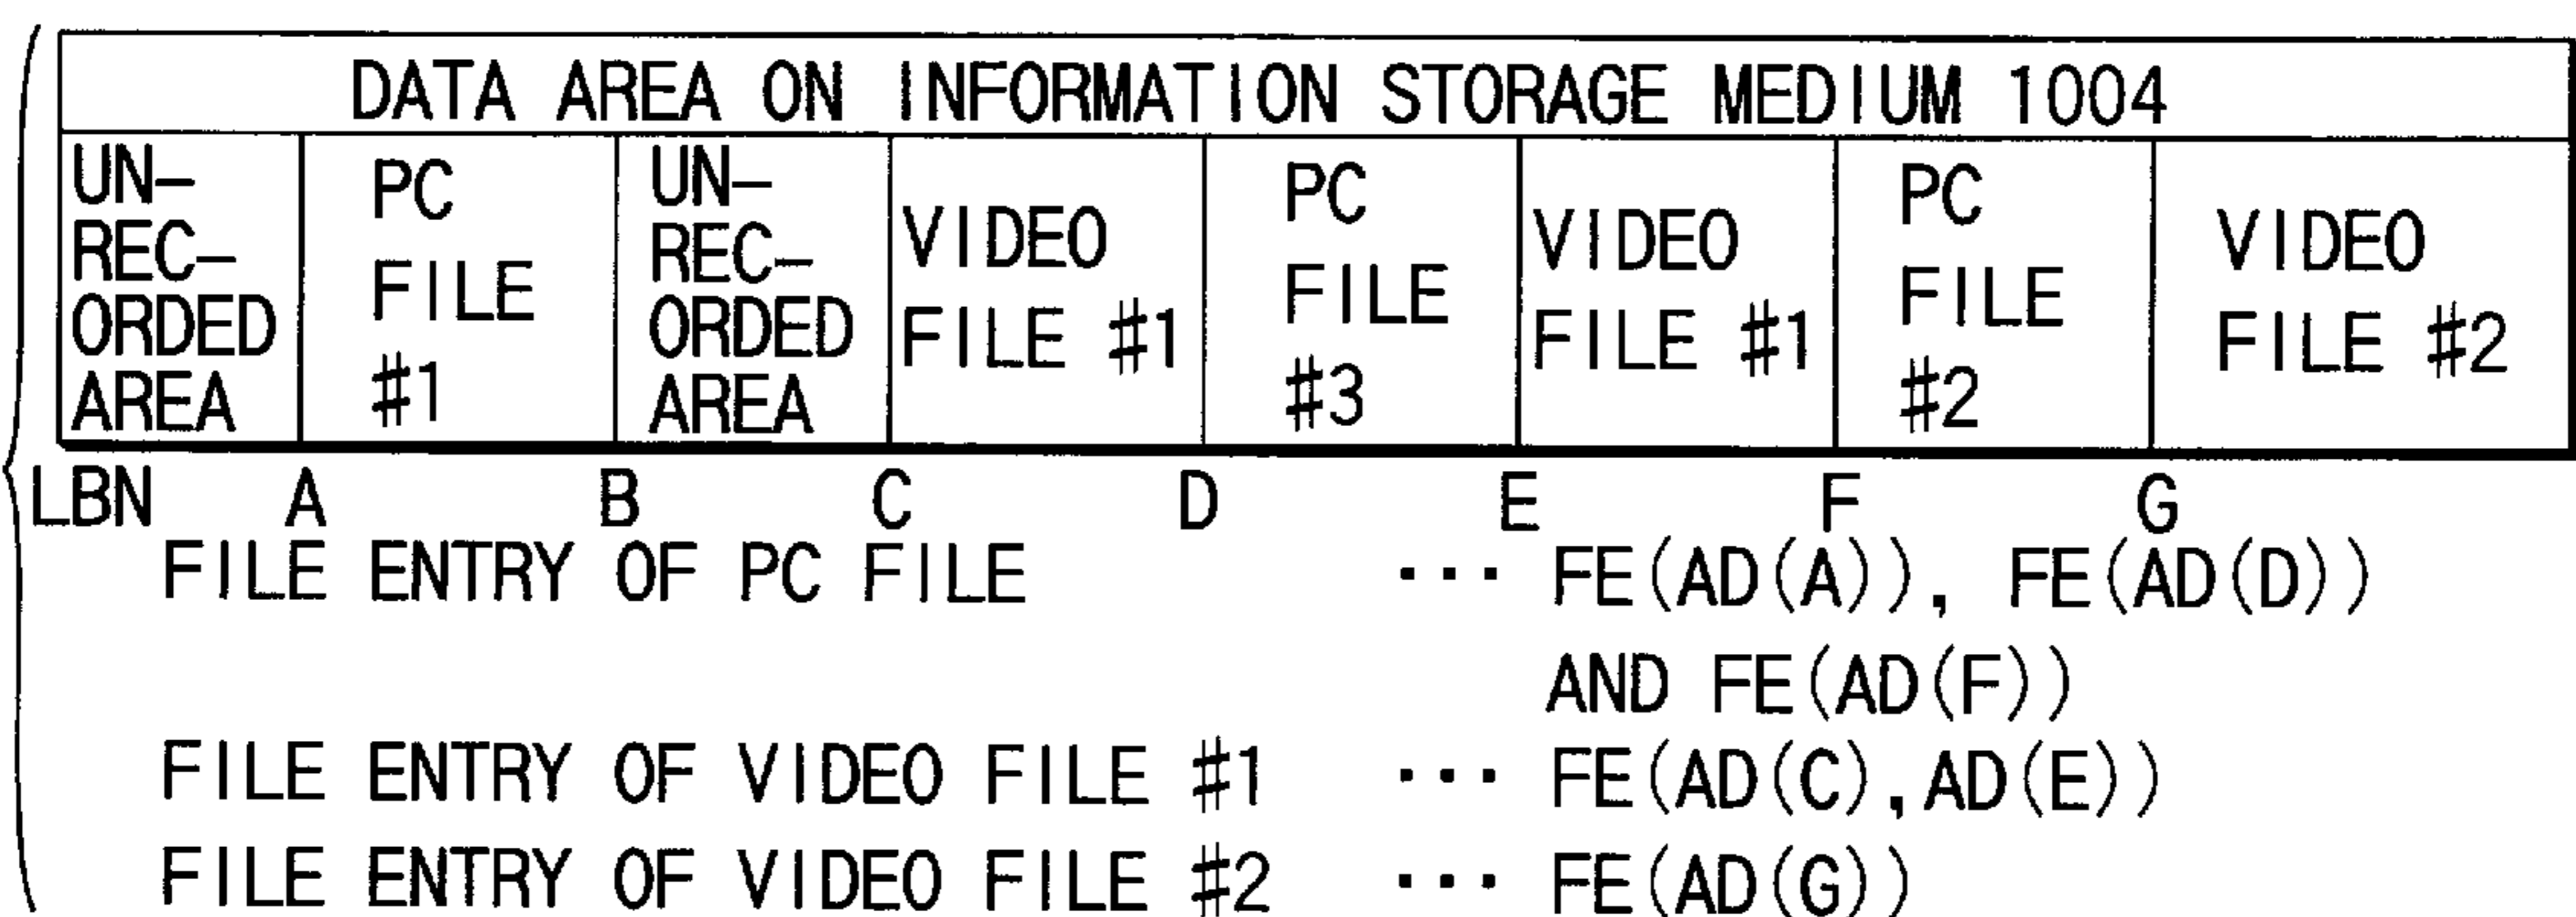 DATA AREA ON INFORMATION STORAGE MEDIUM 1004
UN-
REC-
ORDED
AREA
PC
FILE
#1
UN-
REC-
ORDED
AREA
VIDEO
FILE #1
PC
FILE
#3
VIDEO
FILE #1
PC
FILE
#2
VIDEO
FILE #2
LBN A B C D E F G
FILE ENTRY OF PC FILE ··· FE(AD(A)), FE(AD(D))
AND FE(AD(F))
FILE ENTRY OF VIDEO FILE #1 ··· FE(AD(C),AD(E))
FILE ENTRY OF VIDEO FILE #2 ··· FE(AD(G))